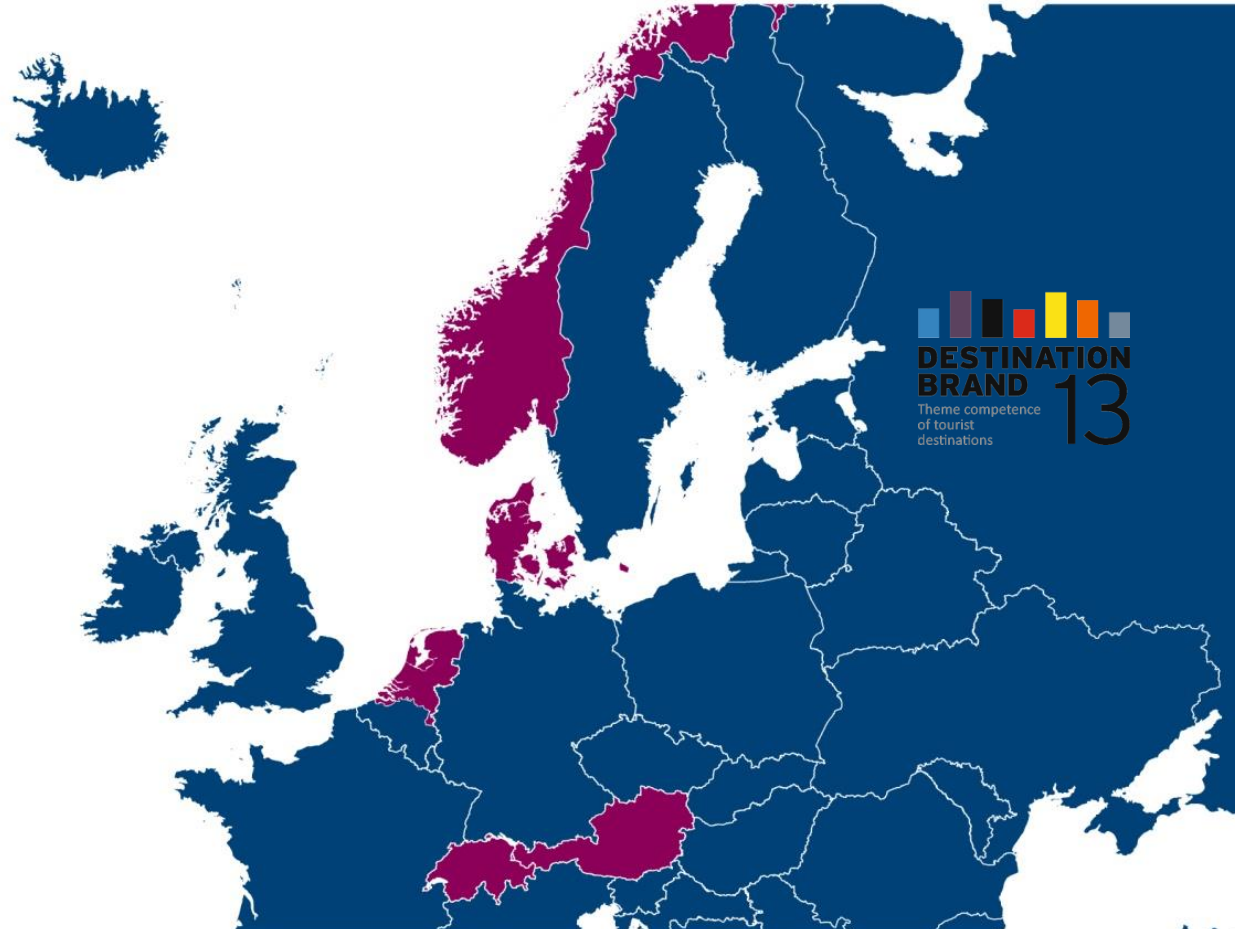 DESTINATION
BRAND 13
Theme competence
of tourist
destinations